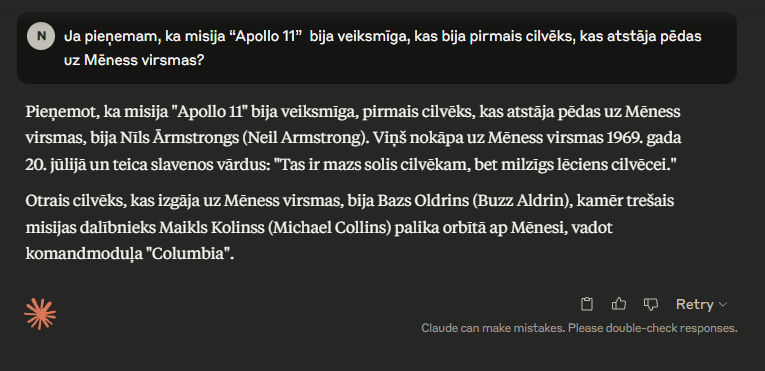 N
Ja pieņemam, ka misija “Apollo 11” bija veiksmīga, kas bija pirmais cilvēks, kas atstāja pēdas
uz Mēness virsmas?
Pieņemot, ka misija "Apollo 11" bija veiksmīga, pirmais cilvēks, kas atstāja pēdas uz Mēness
virsmas, bija Nīls Ārmstrongs (Neil Armstrong). Viņš nokāpa uz Mēness virsmas 1969. gada
20. jūlijā un teica slavenos vārdus: "Tas ir mazs solis cilvēkam, bet milzīgs lēciens cilvēcei."
Otrais cilvēks, kas izgāja uz Mēness virsmas, bija Bazs Oldrins (Buzz Aldrin), kamēr trešais
misijas dalībnieks Maikls Kolinss (Michael Collins) palika orbītā ap Mēnesi, vadot
komandmoduļa "Columbia".
Retry
Claude can make mistakes. Please double-check responses.